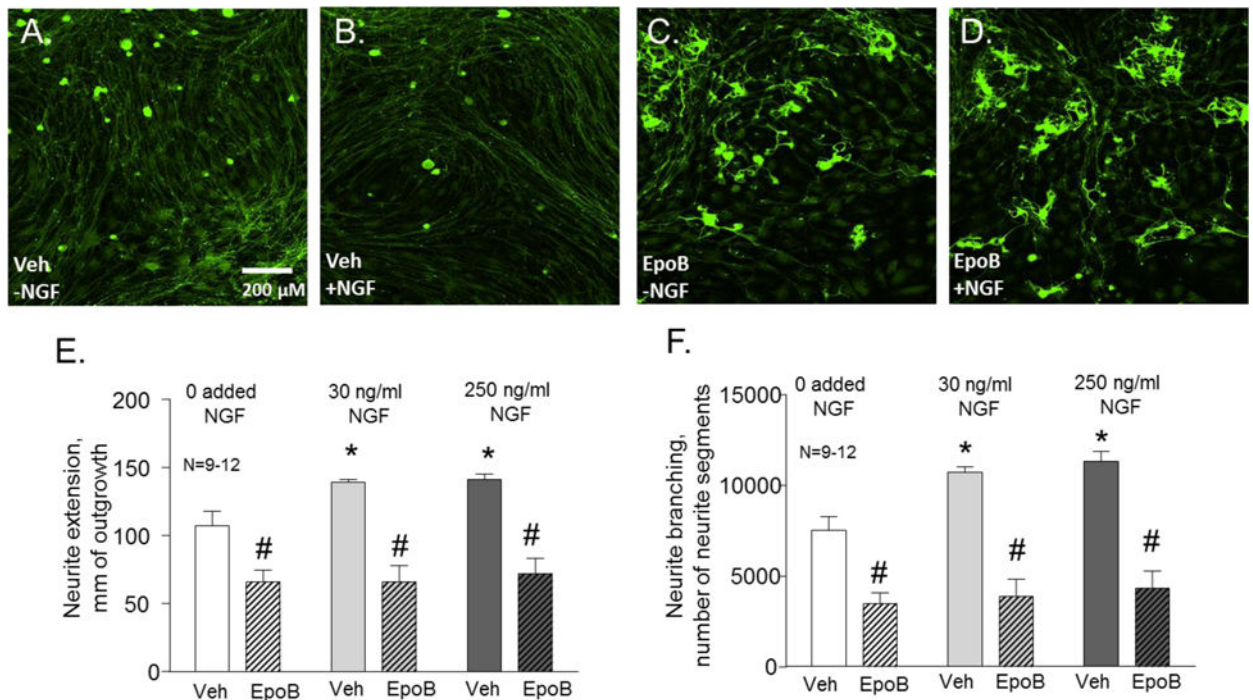 A.
B.
C.
D.
Veh
-NGF
200 µM
Veh
+NGF
EpoB
-NGF
EpoB
+NGF
E.
Neurite extension,
mm of outgrowth
200
150
100
50
0
0 added
NGF
30 ng/ml
NGF
250 ng/ml
NGF
N=9-12
*
*
#
#
#
Veh
EpoB
Veh
EpoB
Veh
EpoB
F.
Neurite branching,
number of neurite segments
15000
10000
5000
0
0 added
NGF
30 ng/ml
NGF
250 ng/ml
NGF
N=9-12
*
*
#
#
#
Veh
EpoB
Veh
EpoB
Veh
EpoB